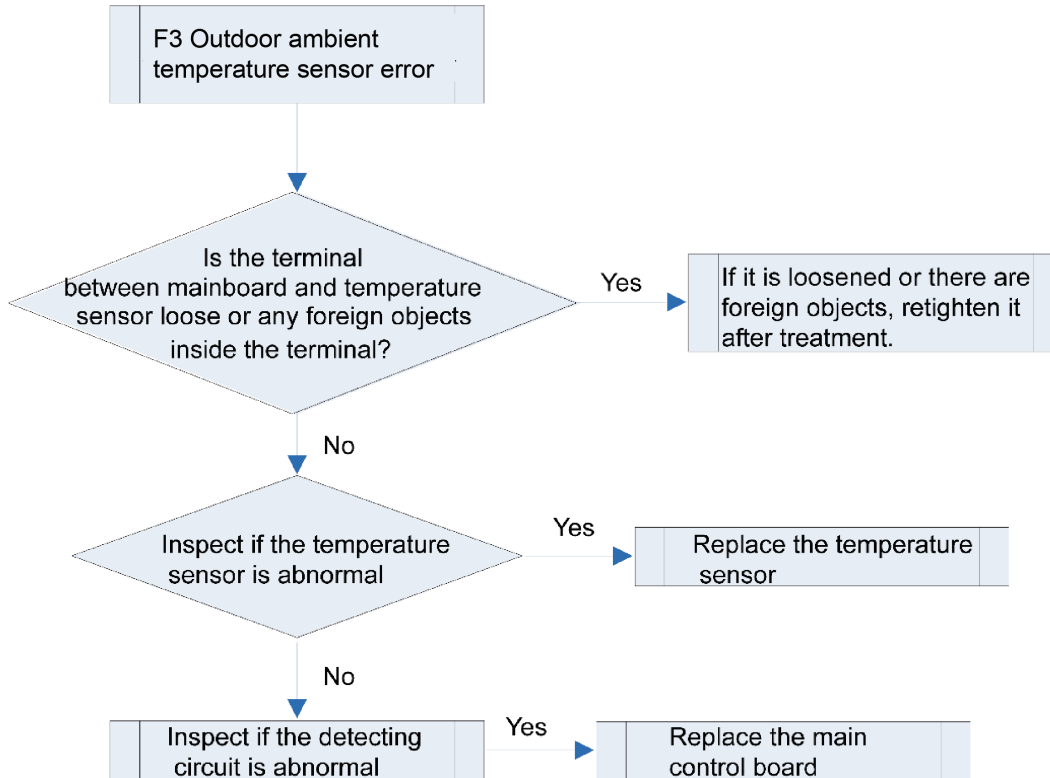 F3 Outdoor ambient
temperature sensor error
Is the terminal
between mainboard and temperature
sensor loose or any foreign objects
inside the terminal?
Yes
If it is loosened or there are
foreign objects, retighten it
after treatment.
No
Inspect if the temperature
sensor is abnormal
Yes
Replace the temperature
sensor
No
Inspect if the detecting
circuit is abnormal
Yes
Replace the main
control board